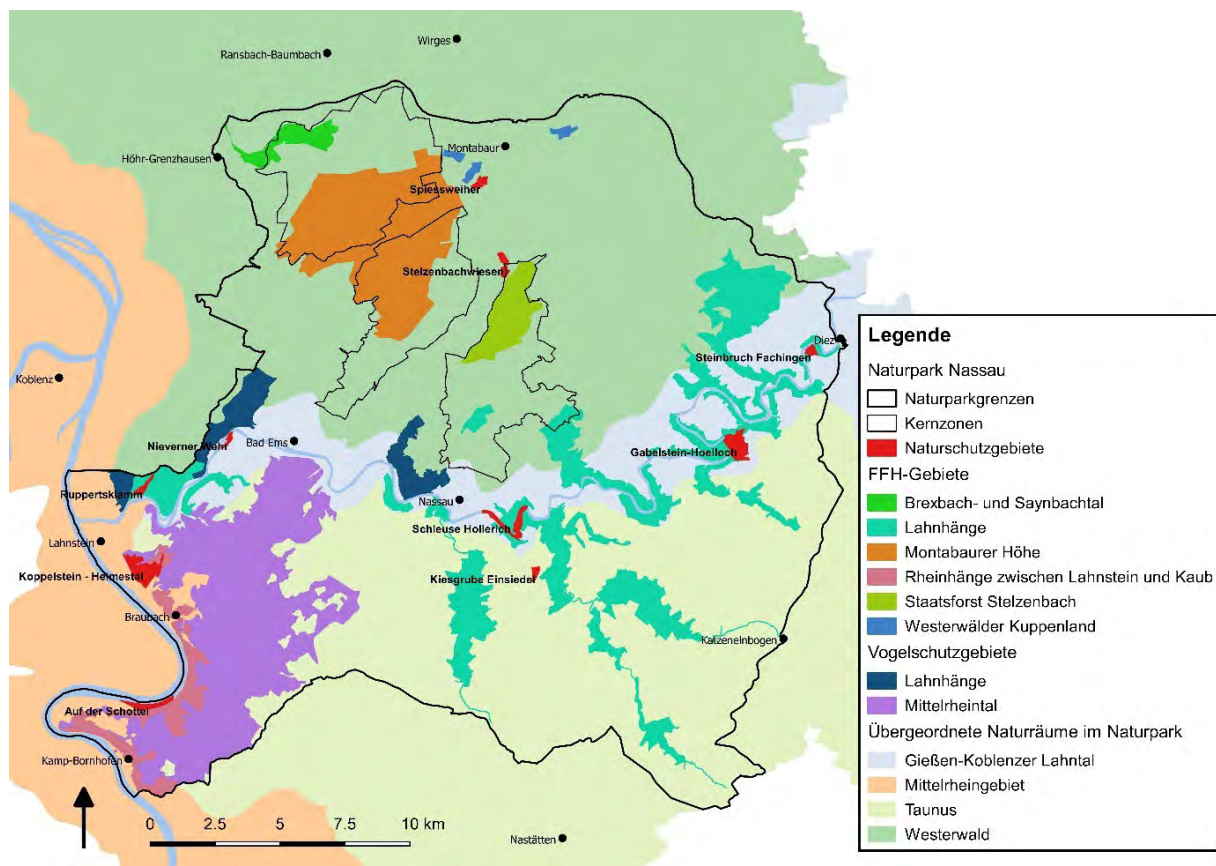 Wirges
Ransbach-Baumbach
Höhr-Grenzhausen
Montabaur
Spiessweiher
Stelzenbachwiesen
Diez
Steinbruch Fachingen
Koblenz
Nieverner Wehr
Bad Ems
Gabelstein-Hoelloch
Ruppertsklamm
Nassau
Schleuse Hollerich
Lahnstein
Koppelstein - Helmestal
Kiesgrube Einsiedel
Braubach
Katzenelnbogen
Auf der Schottel
Kamp-Bornhofen
Nastätten
0 2.5 5 7.5 10 km
Legende
Naturpark Nassau
Naturparkgrenzen
Kernzonen
Naturschutzgebiete
FFH-Gebiete
Brexbach- und Saynbachtal
Lahnhänge
Montabaurer Höhe
Rheinhänge zwischen Lahnstein und Kaub
Staatsforst Stelzenbach
Westerwälder Kuppenland
Vogelschutzgebiete
Lahnhänge
Mittelrheintal
Übergeordnete Naturräume im Naturpark
Gießen-Koblenzer Lahntal
Mittelrheingebiet
Taunus
Westerwald